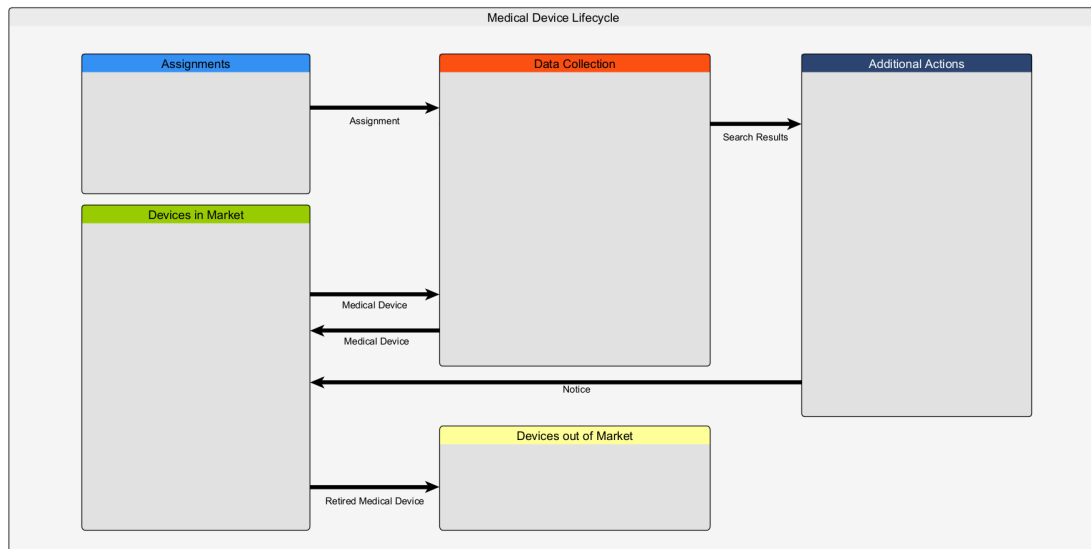 Medical Device Lifecycle
Assignments
Data Collection
Additional Actions
Assignment
Search Results
Devices in Market
Medical Device
Medical Device
Notice
Devices out of Market
Retired Medical Device